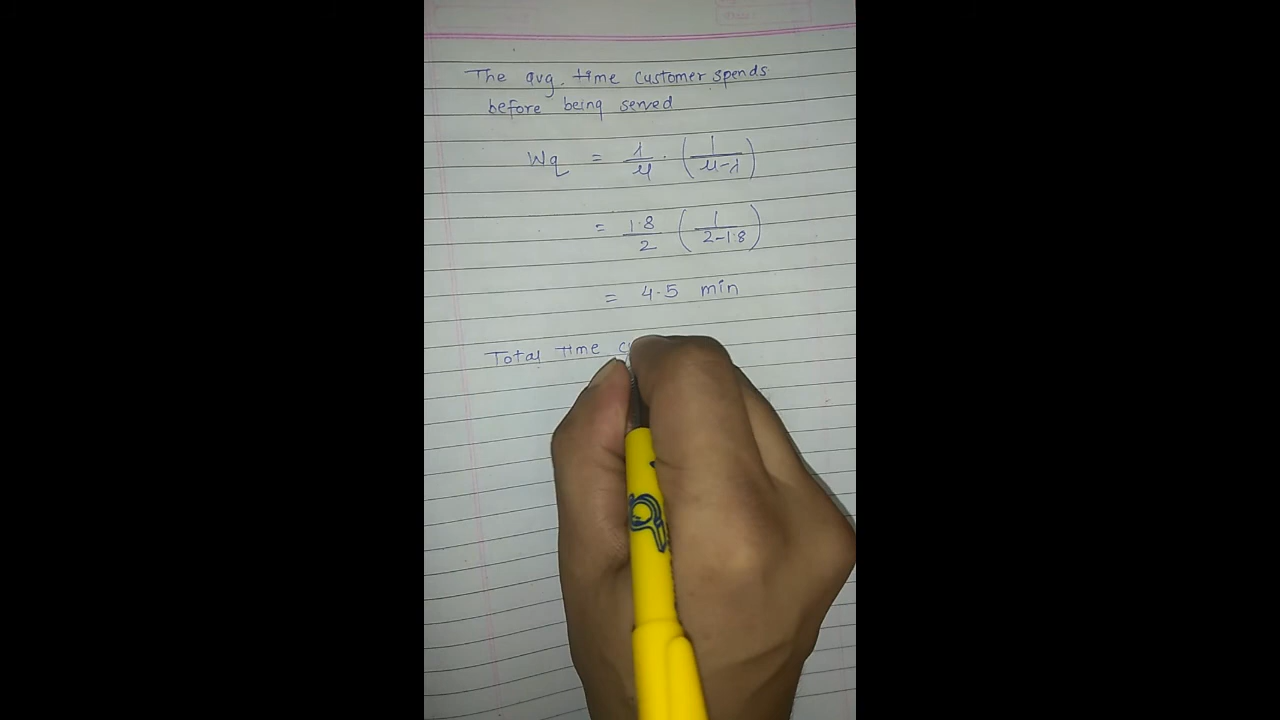 The avg. time customer spends
before being served
Wq = λ/μ · (1/μ-λ)
= 1.8/2 (1/2-1.8)
= 4.5 min
Total time